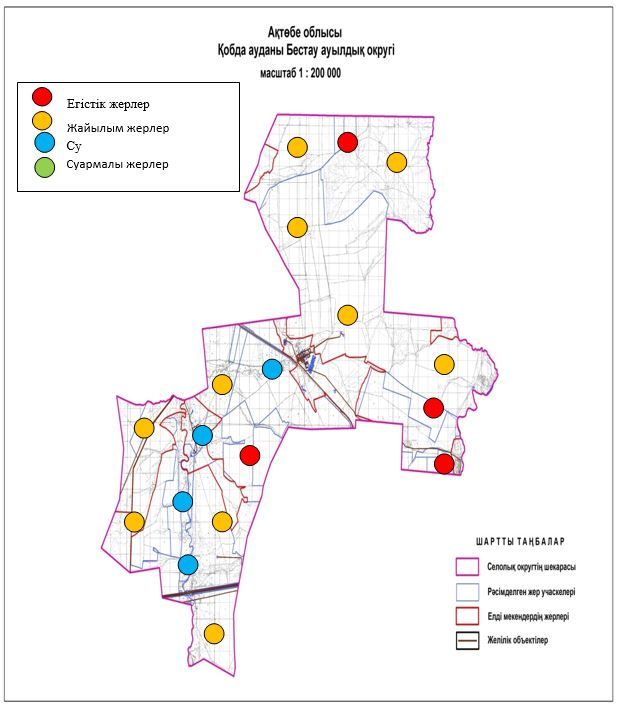 Ақтөбе облысы
Қобда ауданы Бестау ауылдық округі
масштаб 1 : 200 000
Егістік жерлер
Жайылым жерлер
Су
Суармалы жерлер
ШАРТТЫ ТАҢБАЛАР
Селолық округтің шекарасы
Рәсімделген жер учаскелері
Елді мекендердің жерлері
Желілік объектілер